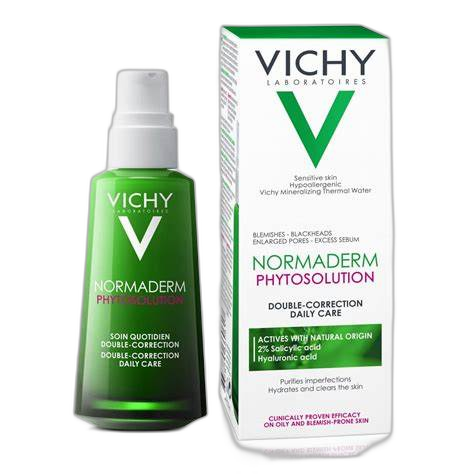 VICHY
LABORATOIRES
NORMADERM
PHYTOSOLUTION
SOIN QUOTIDIEN
DOUBLE-CORRECTION
DOUBLE-CORRECTION
DAILY CARE
VICHY
LABORATOIRES
Sensitive skin
Hypoallergenic
Vichy Mineralizing Thermal Water
BLEMISHES - BLACKHEADS
ENLARGED PORES - EXCESS SEBUM
NORMADERM
PHYTOSOLUTION
DOUBLE-CORRECTION
DAILY CARE
ACTIVES WITH NATURAL ORIGIN
2% Salicylic acid
Hyaluronic acid
Purifies imperfections
Hydrates and clears the skin
CLINICALLY PROVEN EFFICACY
ON OILY AND BLEMISH-PRONE SKIN